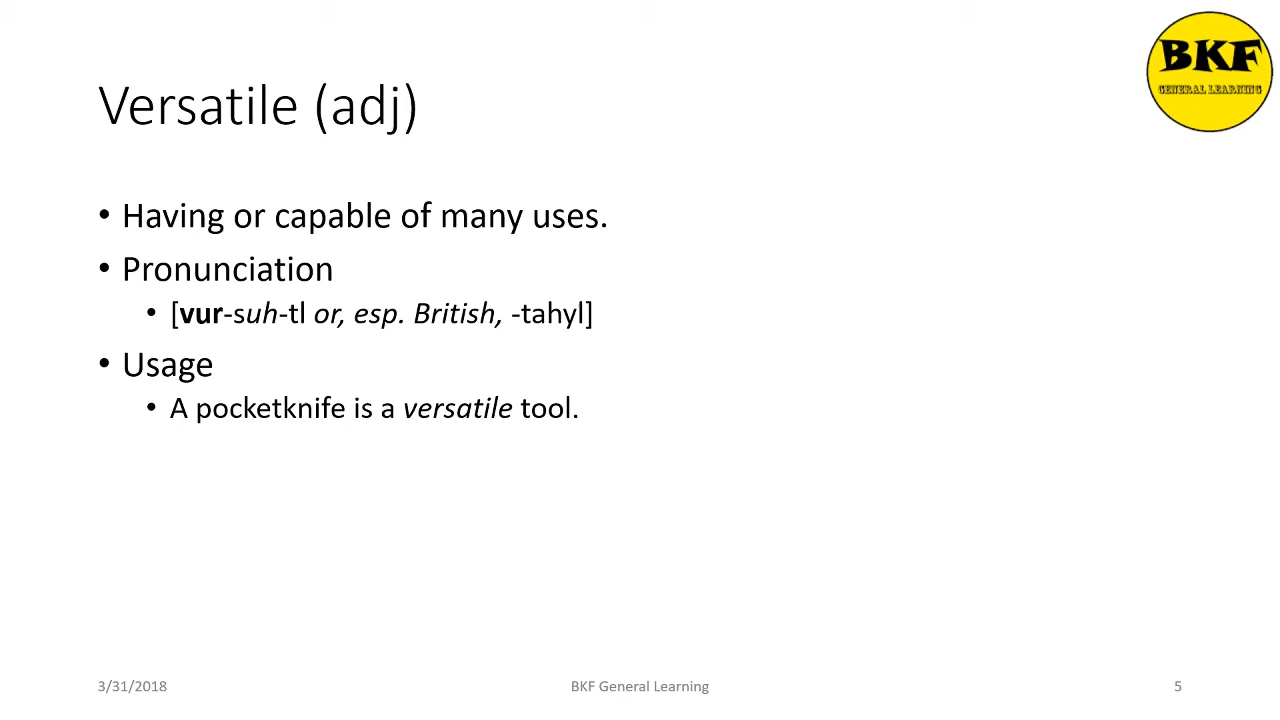 BKF
GENERAL LEARNING
Versatile (adj)
• Having or capable of many uses.
• Pronunciation
• [vur-suh-tl or, esp. British, -tahyl]
• Usage
• A pocketknife is a versatile tool.
3/31/2018
BKF General Learning
5